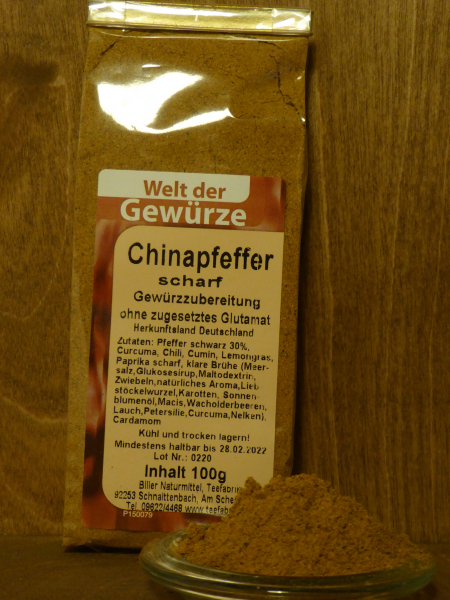 Welt der
Gewürze
Chinapfeffer
scharf
Gewürzzubereitung
ohne zugesetztes Glutamat
Herkunftsland Deutschland
Zutaten: Pfeffer schwarz 30%,
Curcuma, Chili, Cumin, Lemongras,
Paprika scharf, klare Brühe (Meer-
salz,Glukosesirup,Maltodextrin,
Zwiebeln,natürliches Aroma,Lieb-
stöckelwurzel,Karotten, Sonnen-
blumenöl,Macis,Wacholderbeeren,
Lauch,Petersilie,Curcuma,Nelken),
Cardamom
Kühl und trocken lagern!
Mindestens haltbar bis 28.02.2022
Lot Nr.: 0220
Inhalt 100g
Biller Naturmittel, Teefabrik
92253 Schnaittenbach, Am
Tel. 09622/4468
P150079